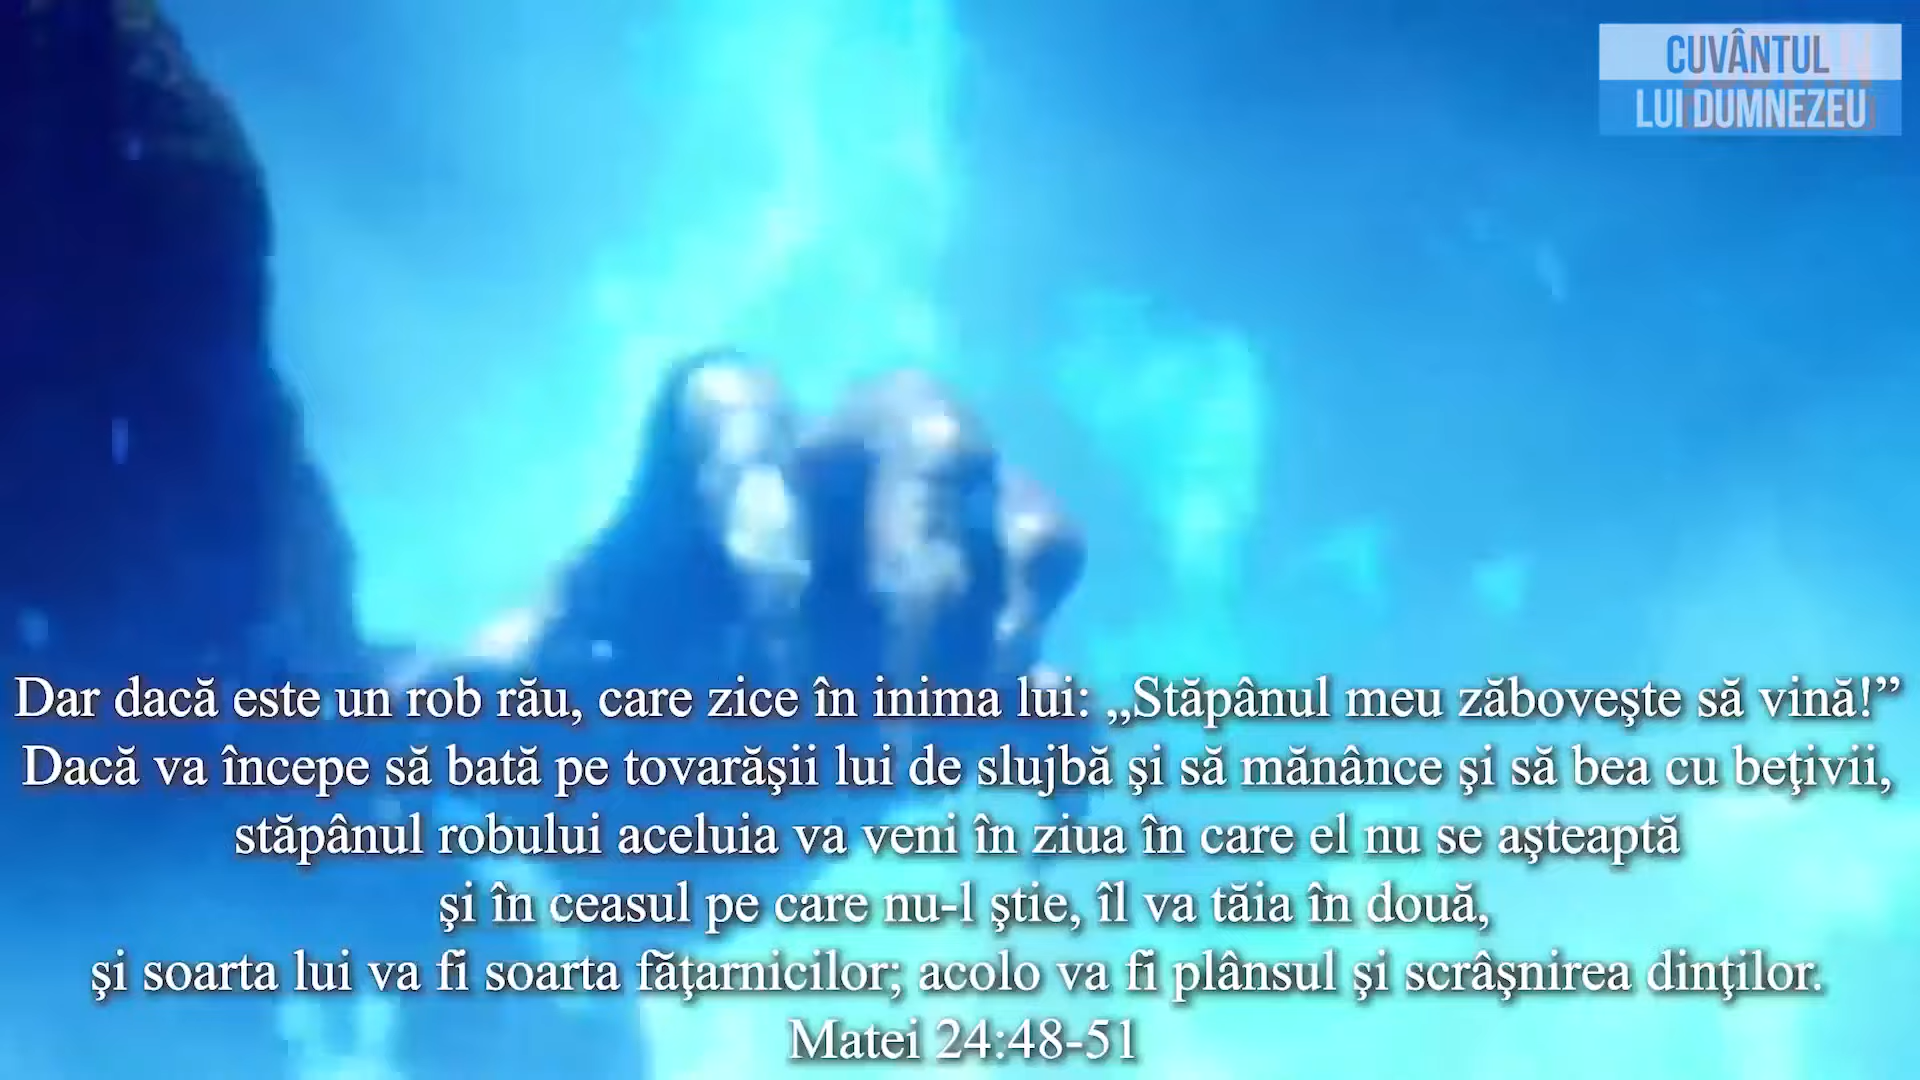 CUVÂNTUL
LUI DUMNEZEU
Dar dacă este un rob rău, care zice în inima lui: ,,Stăpânul meu zăboveşte să vină!”
Dacă va începe să bată pe tovarăşii lui de slujbă şi să mănânce şi să bea cu beţivii,
stăpânul robului aceluia va veni în ziua în care el nu se aşteaptă
şi în ceasul pe care nu-l ştie, îl va tăia în două,
şi soarta lui va fi soarta făţarnicilor; acolo va fi plânsul şi scrâşnirea dinţilor.
Matei 24:48-51